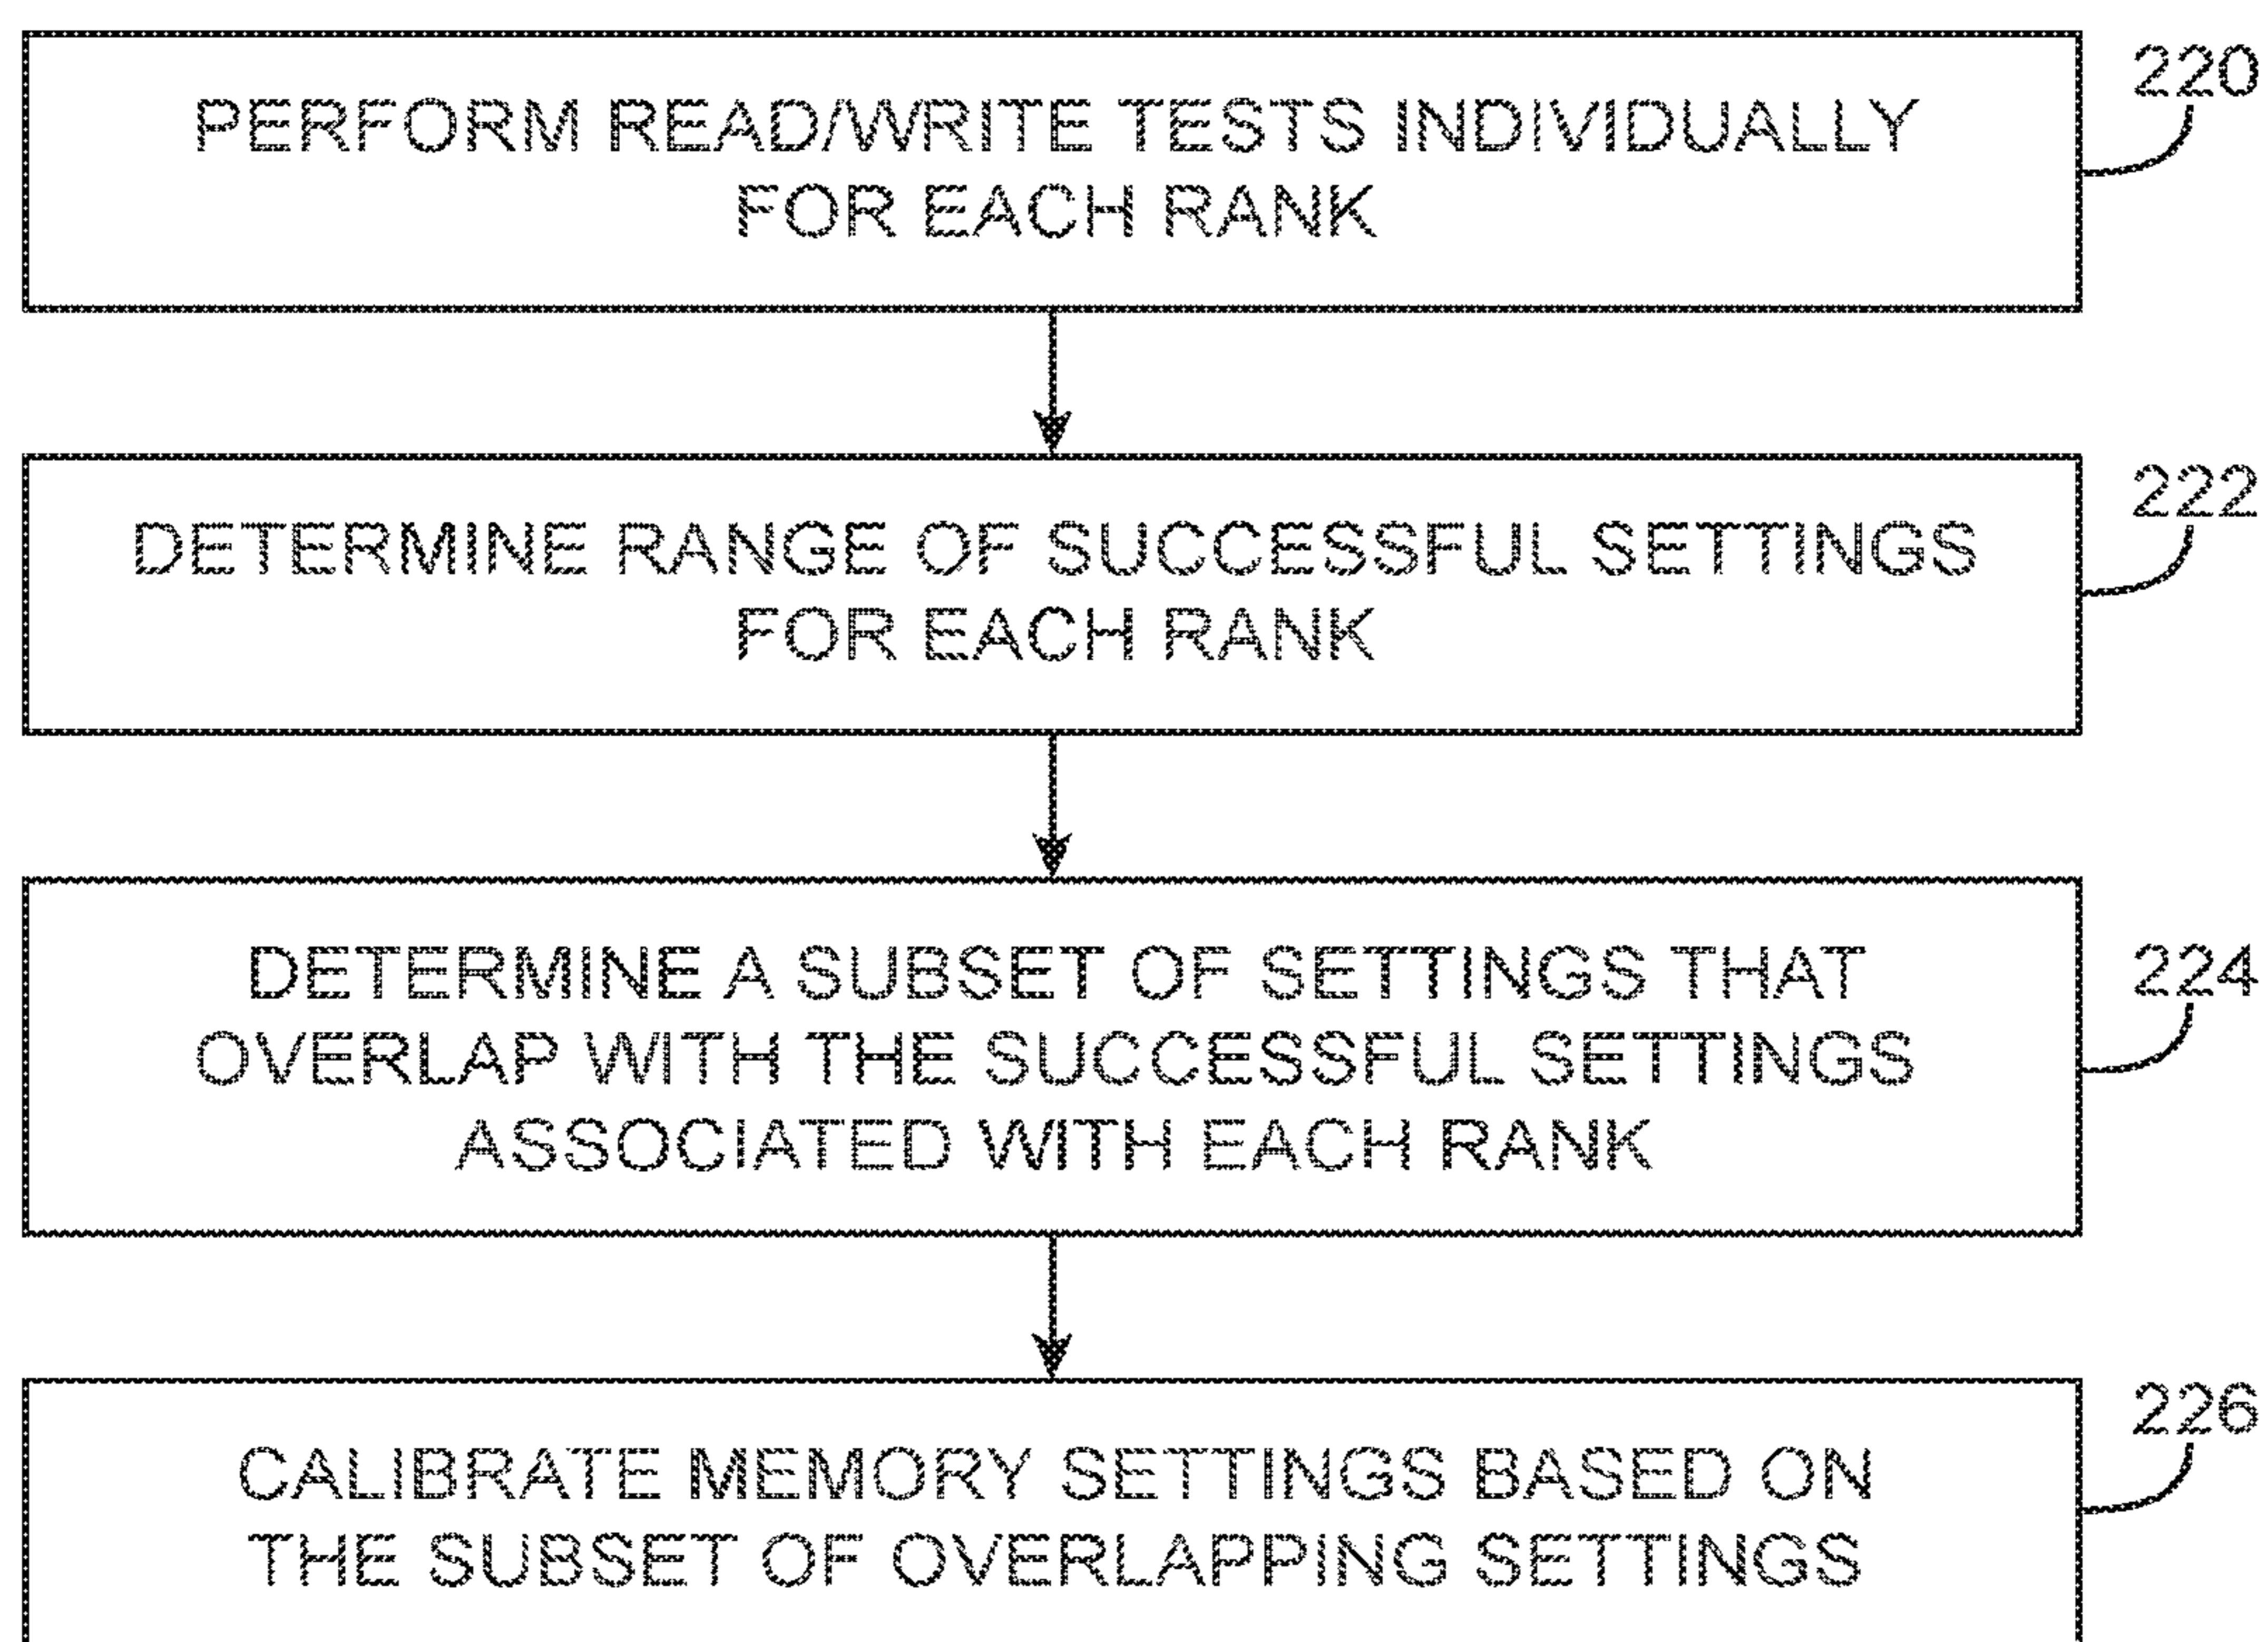 220
PERFORM READ/WRITE TESTS INDIVIDUALLY
FOR EACH RANK
222
DETERMINE RANGE OF SUCCESSFUL SETTINGS
FOR EACH RANK
224
DETERMINE A SUBSET OF SETTINGS THAT
OVERLAP WITH THE SUCCESSFUL SETTINGS
ASSOCIATED WITH EACH RANK
226
CALIBRATE MEMORY SETTINGS BASED ON
THE SUBSET OF OVERLAPPING SETTINGS